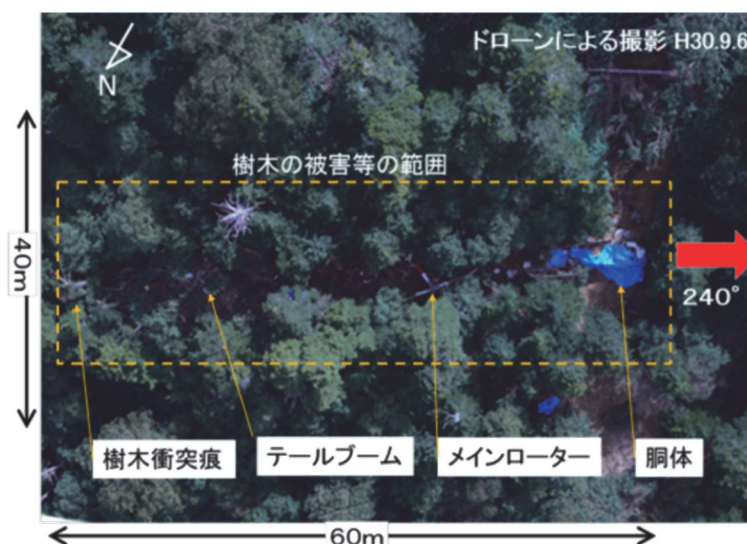 ドローンによる撮影 H30.9.6
N
樹木の被害等の範囲
40m
240°
樹木衝突痕
テールブーム
メインローター
胴体
60m